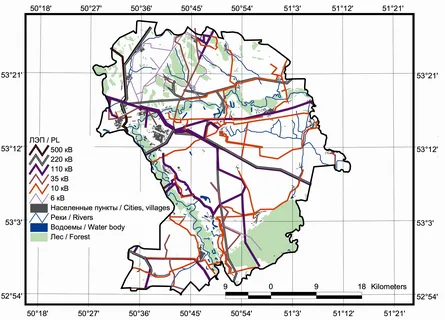 50°18' 50°27' 50°36' 50°45' 50°54' 51°3' 51°12' 51°21'
53°21' 53°21'
53°12' 53°12'
53°3' 53°3'
52°54' 52°54'
ЛЭП / PL
500 кВ
220 кВ
110 кВ
35 кВ
10 кВ
6 кВ
Населенные пункты / Cities, villages
Реки / Rivers
Водоемы / Water body
Лес / Forest
9 0 9 18 Kilometers
50°18' 50°27' 50°36' 50°45' 50°54' 51°3' 51°12' 51°21'